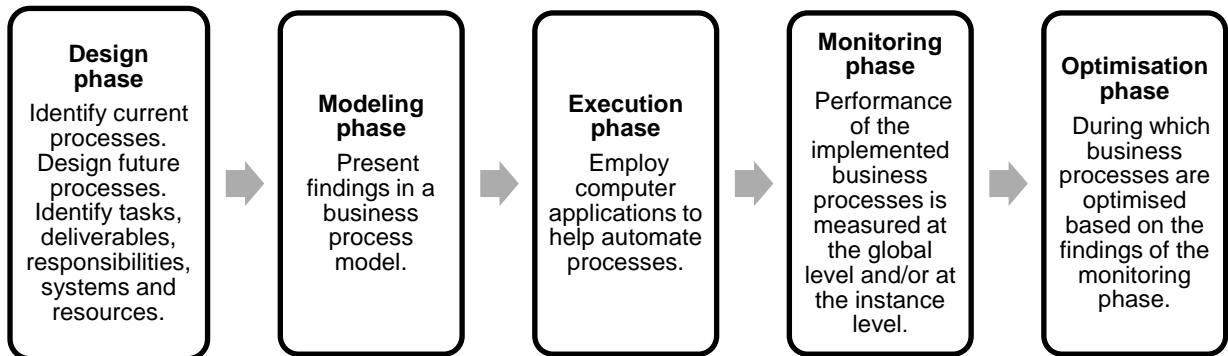 Design
phase
Identify current
processes.
Design future
processes.
Identify tasks,
deliverables,
responsibilities,
systems and
resources.
Modeling
phase
Present
findings in a
business
process
model.
Execution
phase
Employ
computer
applications to
help automate
processes.
Monitoring
phase
Performance
of the
implemented
business
processes is
measured at
the global
level and/or at
the instance
level.
Optimisation
phase
During which
business
processes are
optimised
based on the
findings of the
monitoring
phase.